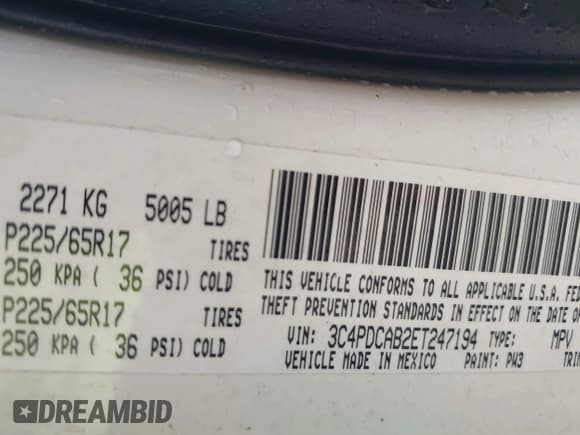 2271 KG 5005 LB
P225/65R17 TIRES
250 KPA ( 36 PSI) COLD
P225/65R17 TIRES
250 KPA ( 36 PSI) COLD
THIS VEHICLE CONFORMS TO ALL APPLICABLE U.S.A. FED
THEFT PREVENTION STANDARDS IN EFFECT ON THE DATE O
VIN: 3C4PDCAB2ET247194 TYPE: MPV
VEHICLE MADE IN MEXICO PAINT: PW3 TRI
DREAMBID